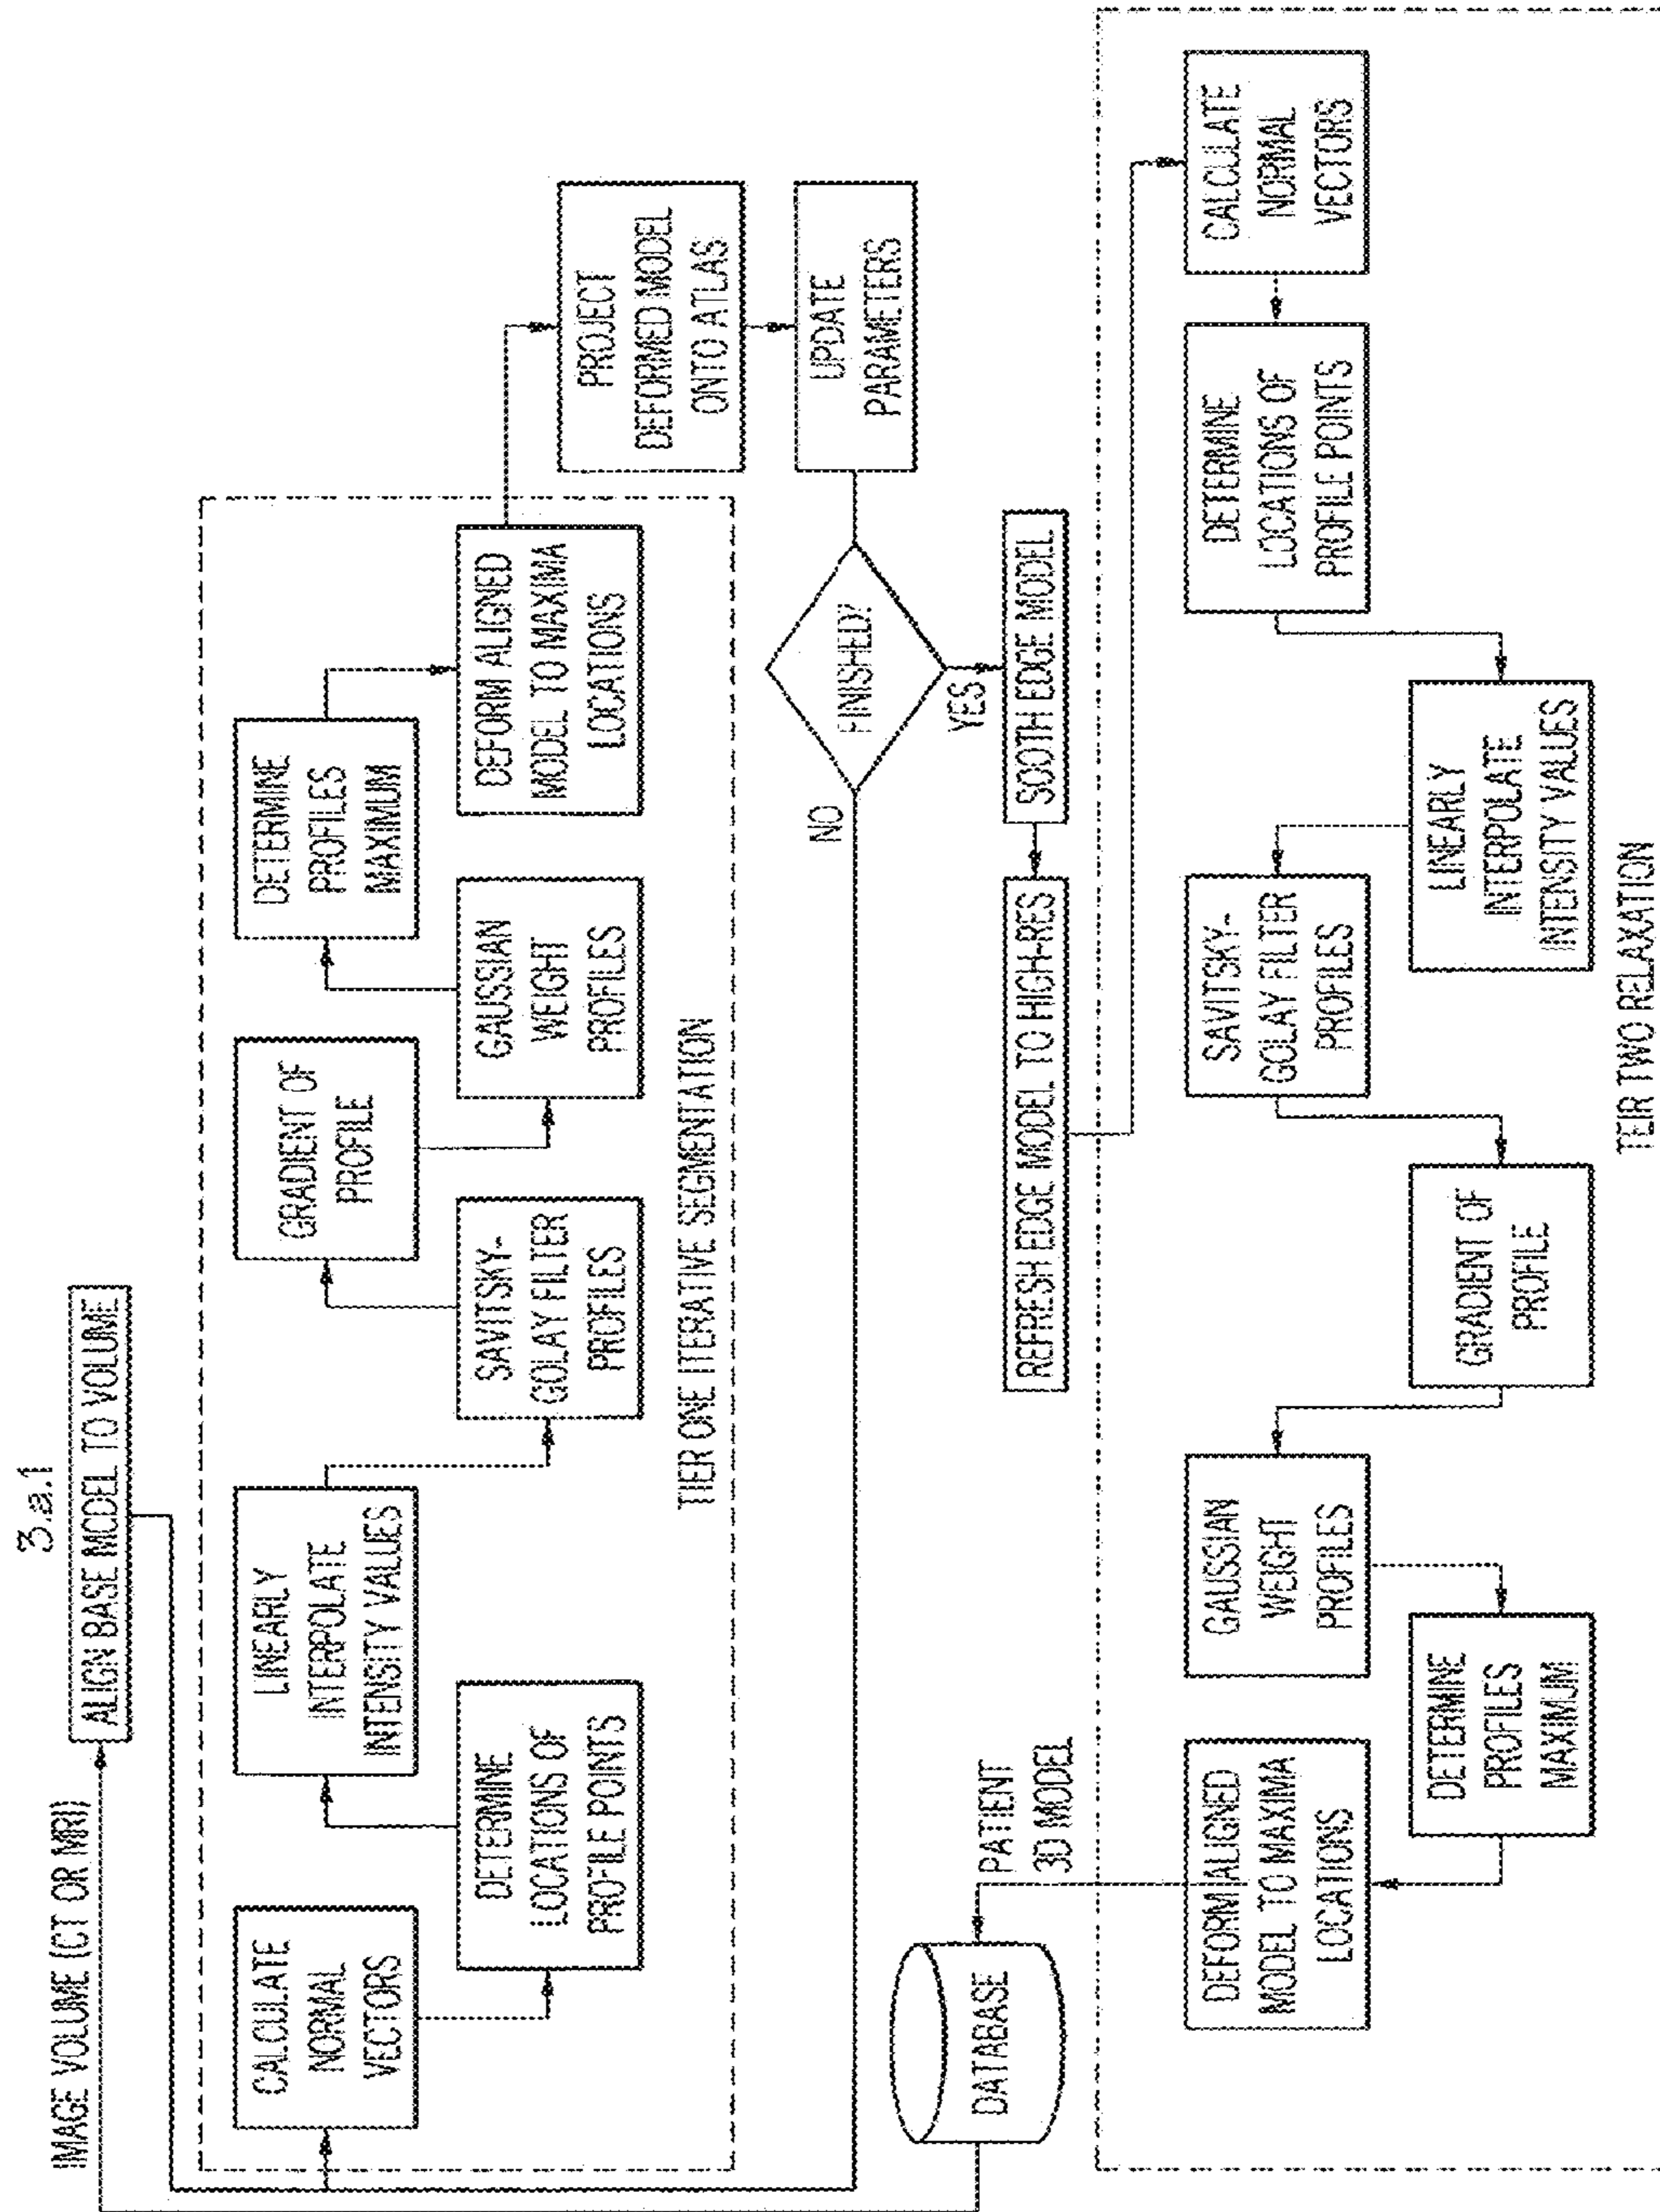 3.a.1
IMAGE VOLUME (CT OR MRI)
ALIGN BASE MODEL TO VOLUME
CALCULATE
NORMAL
VECTORS
DETERMINE
LOCATIONS OF
PROFILE POINTS
LINEARLY
INTERPOLATE
INTENSITY VALUES
SAVITSKY-
GOLAY FILTER
PROFILES
GRADIENT OF
PROFILE
GAUSSIAN
WEIGHT
PROFILES
DETERMINE
PROFILES
MAXIMUM
DEFORM ALIGNED
MODEL TO MAXIMA
LOCATIONS
TIER ONE ITERATIVE SEGMENTATION
PROJECT
DEFORMED MODEL
ONTO ATLAS
UPDATE
PARAMETERS
FINISHED?
NO
YES
SOOTH EDGE MODEL
REFRESH EDGE MODEL TO HIGH-RES
CALCULATE
NORMAL
VECTORS
DETERMINE
LOCATIONS OF
PROFILE POINTS
LINEARLY
INTERPOLATE
INTENSITY VALUES
SAVITSKY-
GOLAY FILTER
PROFILES
GRADIENT OF
PROFILE
GAUSSIAN
WEIGHT
PROFILES
DETERMINE
PROFILES
MAXIMUM
DEFORM ALIGNED
MODEL TO MAXIMA
LOCATIONS
TEIR TWO RELAXATION
PATIENT
3D MODEL
DATABASE